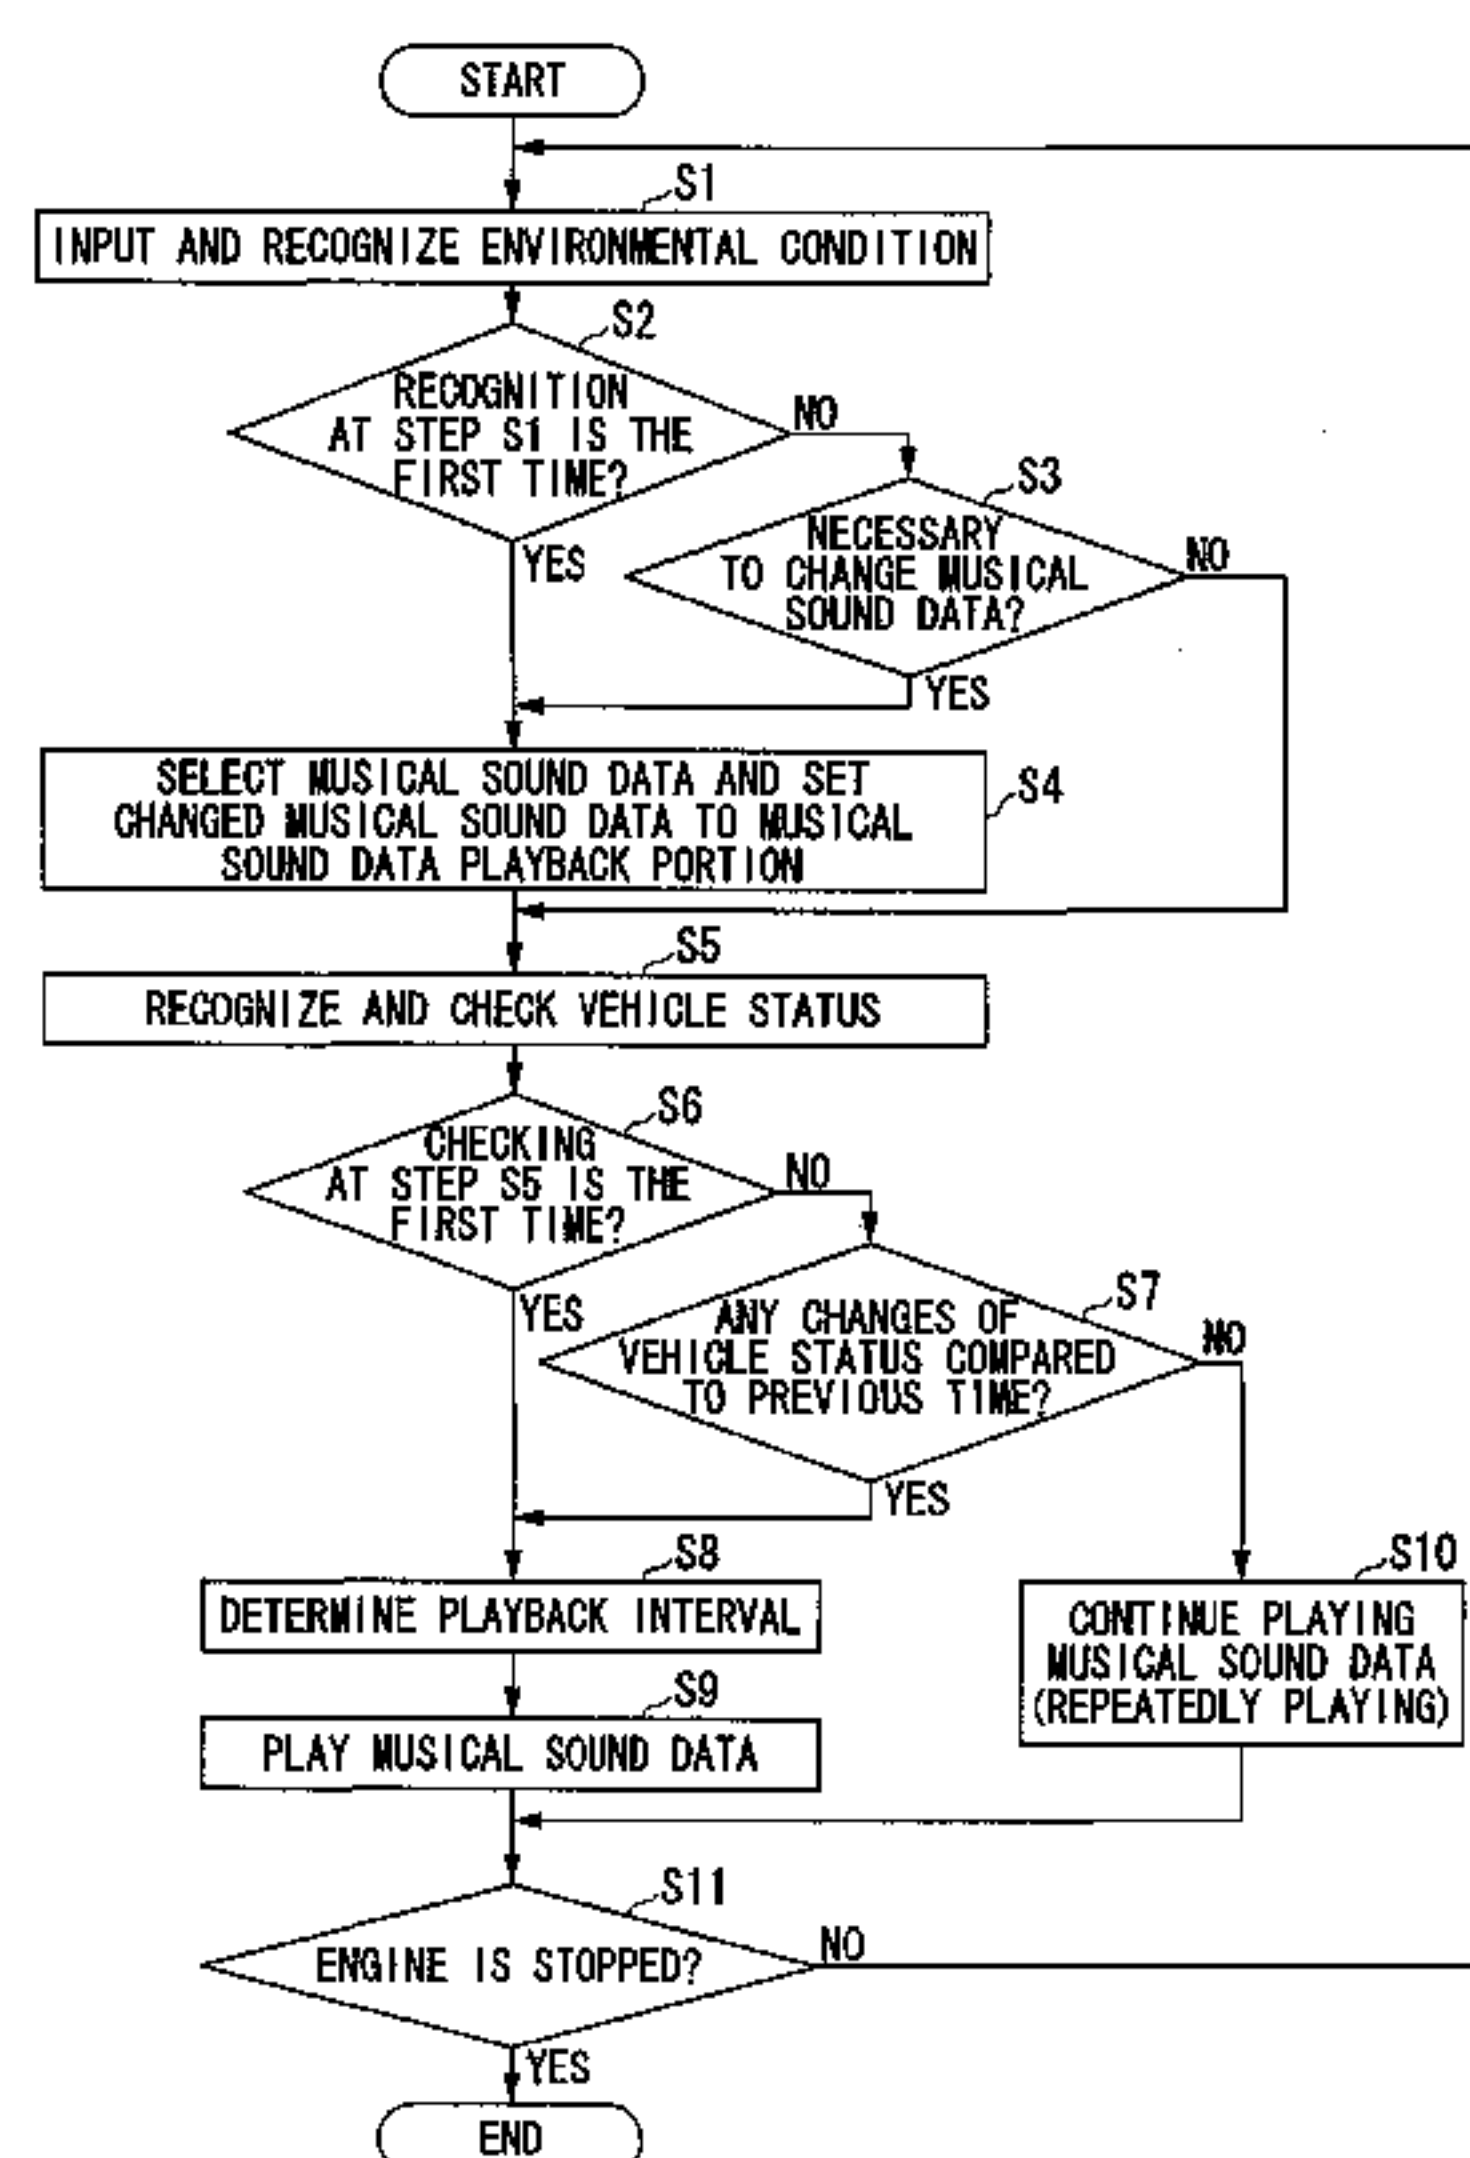 START
S1
INPUT AND RECOGNIZE ENVIRONMENTAL CONDITION
S2
RECOGNITION
AT STEP S1 IS THE
FIRST TIME?
NO
YES
S3
NECESSARY
TO CHANGE MUSICAL
SOUND DATA?
NO
YES
SELECT MUSICAL SOUND DATA AND SET
CHANGED MUSICAL SOUND DATA TO MUSICAL
SOUND DATA PLAYBACK PORTION
S4
S5
RECOGNIZE AND CHECK VEHICLE STATUS
S6
CHECKING
AT STEP S5 IS THE
FIRST TIME?
NO
YES
S7
ANY CHANGES OF
VEHICLE STATUS COMPARED
TO PREVIOUS TIME?
NO
YES
S8
DETERMINE PLAYBACK INTERVAL
S10
CONTINUE PLAYING
MUSICAL SOUND DATA
(REPEATEDLY PLAYING)
S9
PLAY MUSICAL SOUND DATA
S11
ENGINE IS STOPPED?
NO
YES
END